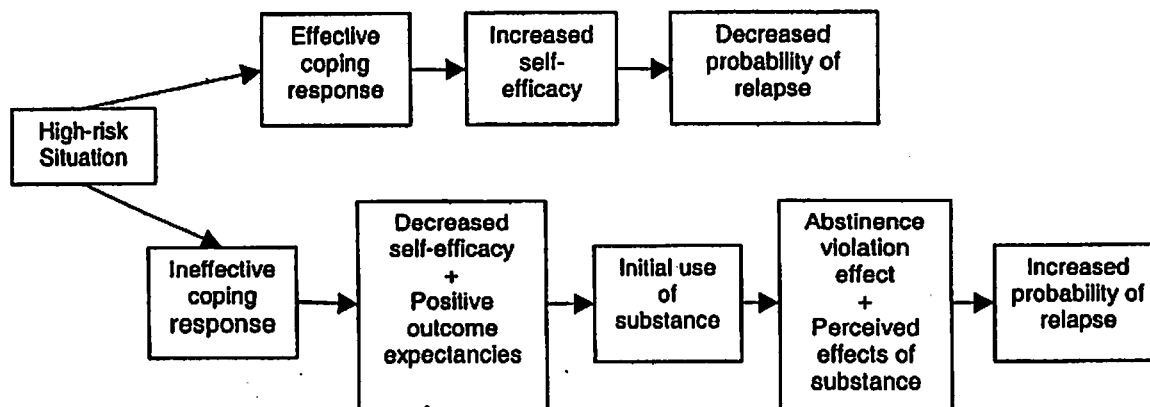 High-risk
Situation
Effective
coping
response
Increased
self-
efficacy
Decreased
probability of
relapse
Ineffective
coping
response
Decreased
self-efficacy
+
Positive
outcome
expectancies
Initial use
of
substance
Abstinence
violation
effect
+
Perceived
effects of
substance
Increased
probability of
relapse